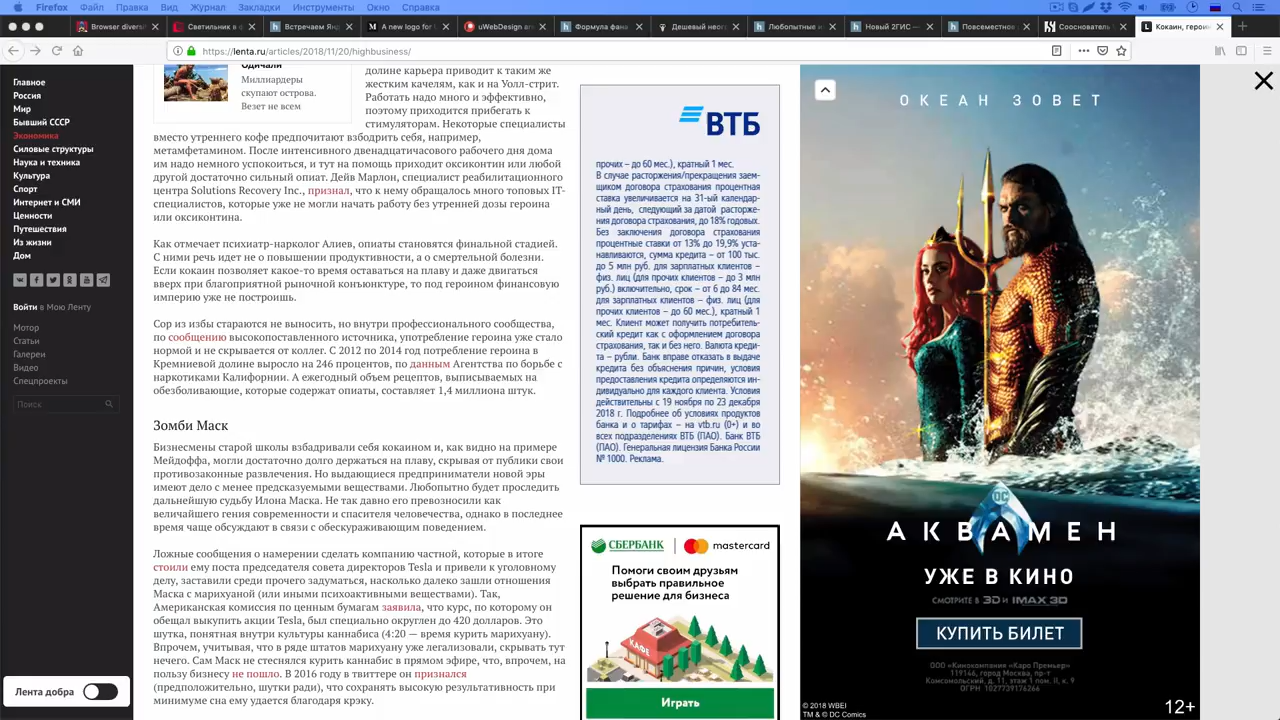 Firefox Файл Правка Вид Журнал Закладки Инструменты Окно Справка
Browser diversi
Светильник в ф
Встречаем Янд
A new logo for I
uWebDesign
Формула фана
Дешевый неог
Любопытные н
Новый 2ГИС —
Повсеместное
Сооснователь
Кокаин, герои
https://lenta.ru/articles/2018/11/20/highbusiness/
Главное
Россия
Мир
Бывший СССР
Экономика
Силовые структуры
Наука и техника
Культура
Спорт
Интернет и СМИ
Ценности
Путешествия
Из жизни
Дом
Войти в Мою Ленту
Мотор
Статьи
Галереи
Видео
Спецпроекты
Поиск
Лента добра
Одичали
Миллиардеры
скупают острова.
Везет не всем
долине карьера приводит к таким же
жестким качелям, как и на Уолл-стрит.
Работать надо много и эффективно,
поэтому приходится прибегать к
стимуляторам. Некоторые специалисты
вместо утреннего кофе предпочитают взбодрить себя, например,
метамфетамином. После интенсивного двенадцатичасового рабочего дня дома
им надо немного успокоиться, и тут на помощь приходит оксиконтин или любой
другой достаточно сильный опиат. Дейв Марлон, специалист реабилитационного
центра Solutions Recovery Inc., признал, что к нему обращалось много топовых IT-
специалистов, которые уже не могли начать работу без утренней дозы героина
или оксиконтина.
Как отмечает психиатр-нарколог Алиев, опиаты становятся финальной стадией.
С ними речь идет не о повышении продуктивности, а о смертельной болезни.
Если кокаин позволяет какое-то время оставаться на плаву и даже двигаться
вверх при благоприятной рыночной конъюнктуре, то под героином финансовую
империю уже не построишь.
Сор из избы стараются не выносить, но внутри профессионального сообщества,
по сообщению высокопоставленного источника, употребление героина уже стало
нормой и не скрывается от коллег. С 2012 по 2014 год потребление героина в
Кремниевой долине выросло на 246 процентов, по данным Агентства по борьбе с
наркотиками Калифорнии. А ежегодный объем рецептов, выписываемых на
обезболивающие, которые содержат опиаты, составляет 1,4 миллиона штук.
Зомби Маск
Бизнесмены старой школы взбадривали себя кокаином и, как видно на примере
Мейдоффа, могли достаточно долго держаться на плаву, скрывая от публики свои
противозаконные развлечения. Но выдающиеся предприниматели новой эры
имеют дело с менее предсказуемыми веществами. Любопытно будет проследить
дальнейшую судьбу Илона Маска. Не так давно его превозносили как
величайшего гения современности и спасителя человечества, однако в последнее
время чаще обсуждают в связи с обескураживающим поведением.
Ложные сообщения о намерении сделать компанию частной, которые в итоге
стоили ему поста председателя совета директоров Tesla и привели к уголовному
делу, заставили среди прочего задуматься, насколько далеко зашли отношения
Маска с марихуаной (или иными психоактивными веществами). Так,
Американская комиссия по ценным бумагам заявила, что курс, по которому он
обещал выкупить акции Tesla, был специально округлен до 420 долларов. Это
шутка, понятная внутри культуры каннабиса (4:20 — время курить марихуану).
Впрочем, учитывая, что в ряде штатов марихуану уже легализовали, скрывать тут
нечего. Сам Маск не стеснялся курить каннабис в прямом эфире, что, впрочем, на
пользу бизнесу не пошло. В 2016 году в твиттере он признался
(предположительно, шутки ради), что сохранять высокую результативность при
минимуме сна ему удается благодаря крэку.
ВТБ
прочих – до 60 мес.), кратный 1 мес.
В случае расторжения/прекращения заем-
щиком договора страхования процентная
ставка увеличивается на 31-ый календар-
ный день, следующий за датой расторже-
ния договора страхования, до 18% годовых.
Без заключения договора страхования
процентные ставки от 13% до 19,9% уста-
навливаются, сумма кредита – от 100 тыс.
до 5 млн руб. для зарплатных клиентов –
физ. лиц (для прочих клиентов – до 3 млн
руб.) включительно, срок – от 6 до 84 мес.
для зарплатных клиентов – физ. лиц (для
прочих клиентов – до 60 мес.), кратный 1
мес. Клиент может получить потребитель-
ский кредит как с оформлением договора
страхования, так и без него. Валюта креди-
та – рубли. Банк вправе отказать в выдаче
кредита без объяснения причин, условия
предоставления кредита определяются ин-
дивидуально для каждого клиента. Условия
действительны с 19 ноября по 23 декабря
2018 г. Подробнее об условиях продуктов
банка и о тарифах – на vtb.ru (0+) и во
всех подразделениях ВТБ (ПАО). Банк ВТБ
(ПАО). Генеральная лицензия Банка России
№ 1000. Реклама.
СБЕРБАНК
mastercard
Помоги своим друзьям
выбрать правильное
решение для бизнеса
КАФЕ
Играть
ОКЕАН ЗОВЕТ
DC
АКВАМЕН
УЖЕ В КИНО
СМОТРИТЕ В 3D И IMAX 3D
КУПИТЬ БИЛЕТ
ООО «Кинокомпания «Каро Премьер»
119146, город Москва, пр-т
Комсомольский, д. 11, этаж 1 пом. II, к. 9
ОГРН 1027739176266
© 2018 WBEI
TM & © DC Comics
12+